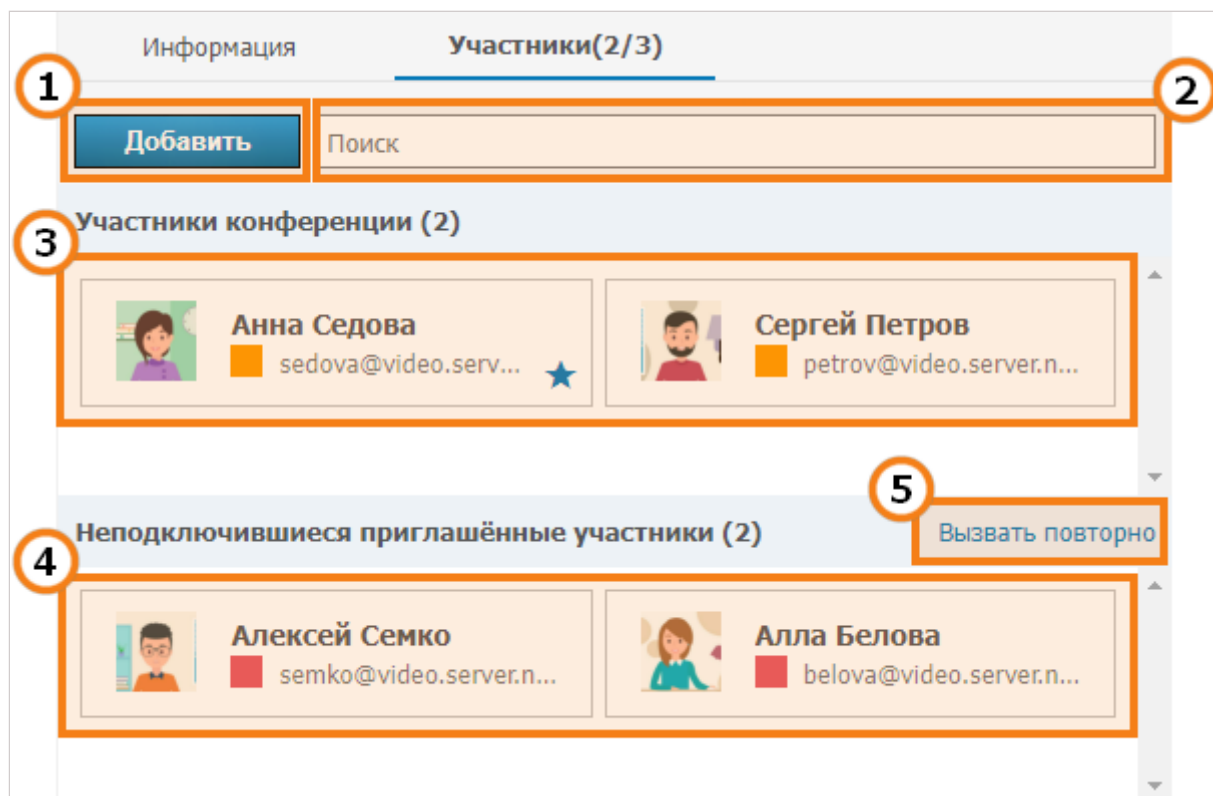 Информация
Участники(2/3)
1
2
Добавить
Поиск
Участники конференции (2)
3
Анна Седова
sedova@video.serv...
Сергей Петров
petrov@video.server.n...
5
Неподключившиеся приглашённые участники (2)
Вызвать повторно
4
Алексей Семко
semko@video.server.n...
Алла Белова
belova@video.server.n...